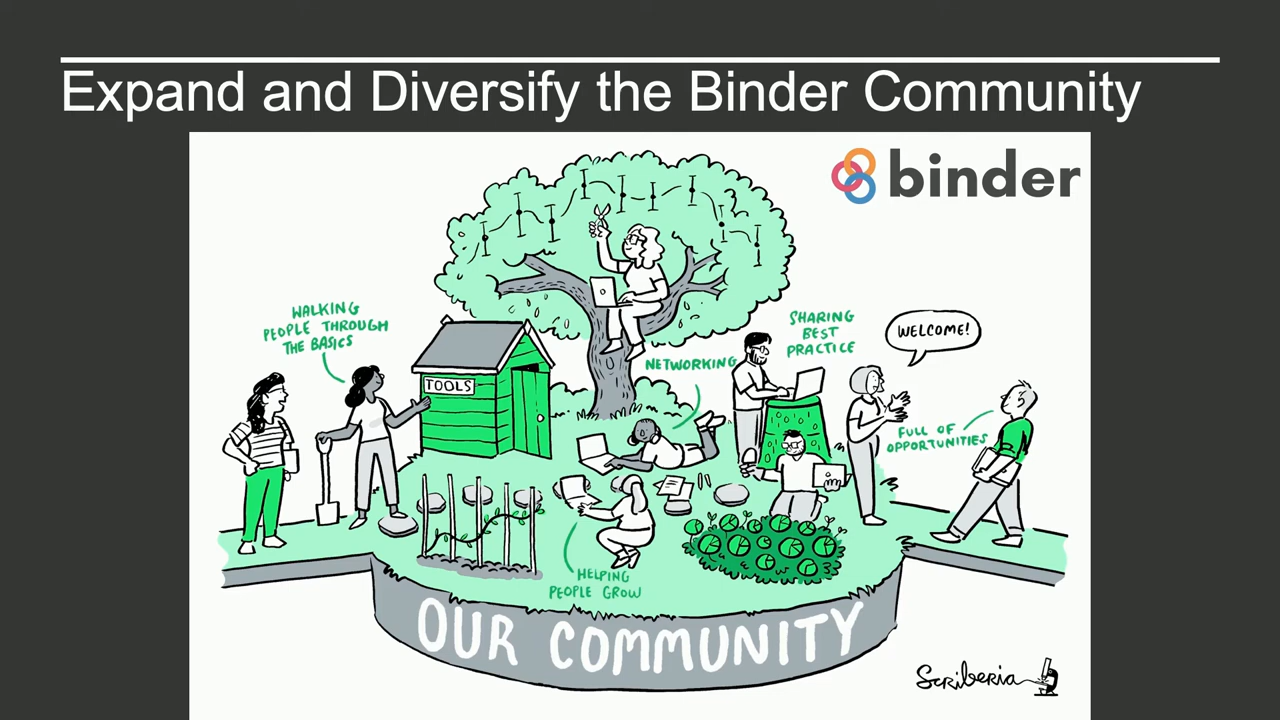 Expand and Diversify the Binder Community
binder
WALKING
PEOPLE THROUGH
THE BASICS
TOOLS
NETWORKING
SHARING
BEST
PRACTICE
WELCOME!
FULL OF
OPPORTUNITIES
HELPING
PEOPLE GROW
OUR COMMUNITY
Scriberia